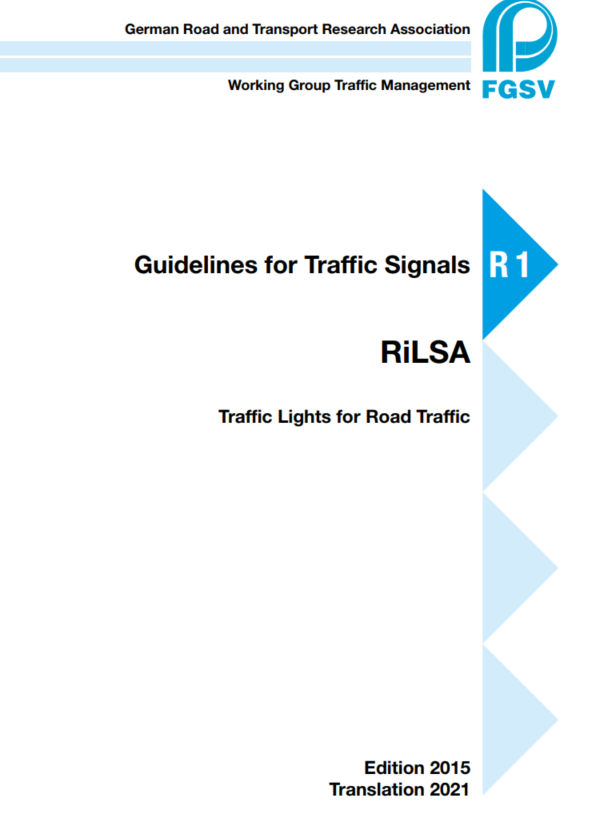 German Road and Transport Research Association
Working Group Traffic Management
FGSV
Guidelines for Traffic Signals
R 1
RiLSA
Traffic Lights for Road Traffic
Edition 2015
Translation 2021